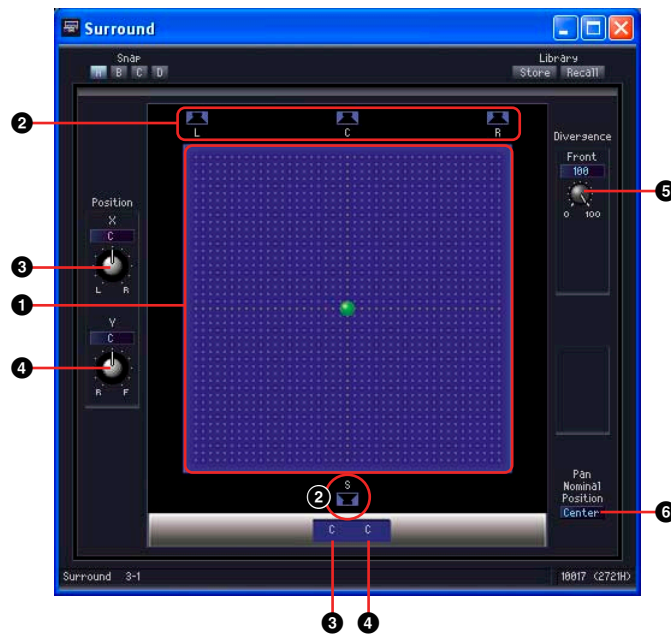 Surround
Snap
A B C D
Library
Store Recall
2
L C R
Divergence
Front
100
5
0 100
Position
X
C
3
L R
1
Y
C
4
R F
S
2
Pan
Nominal
Position
Center
6
C C
Surround 3-1
10017 (2721H)
3 4